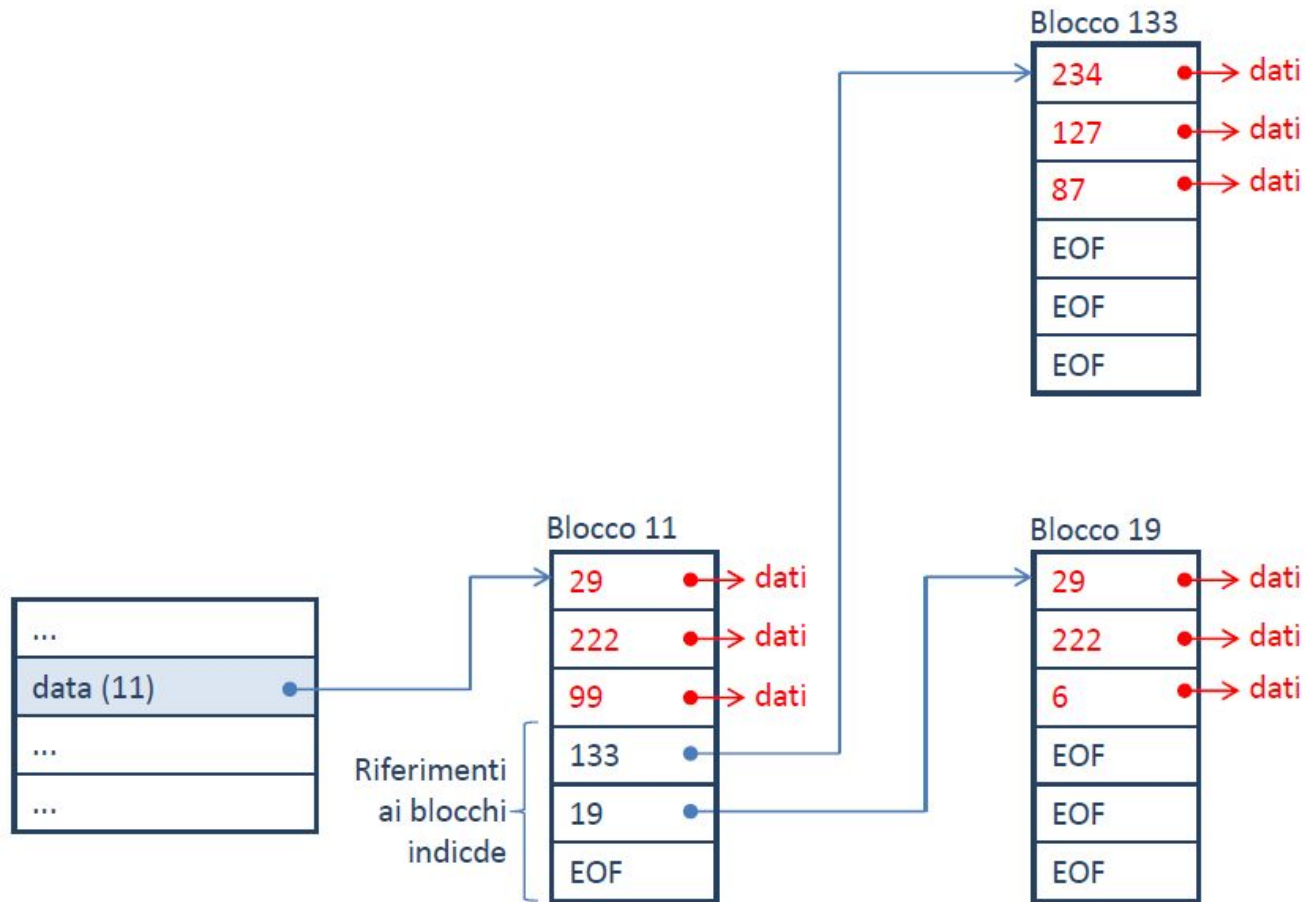 Blocco 133
234 dati
127 dati
87 dati
EOF
EOF
EOF
...
data (11)
...
...
Blocco 11
29 dati
222 dati
99 dati
133
19
EOF
Riferimenti
ai blocchi
indicde
Blocco 19
29 dati
222 dati
6 dati
EOF
EOF
EOF